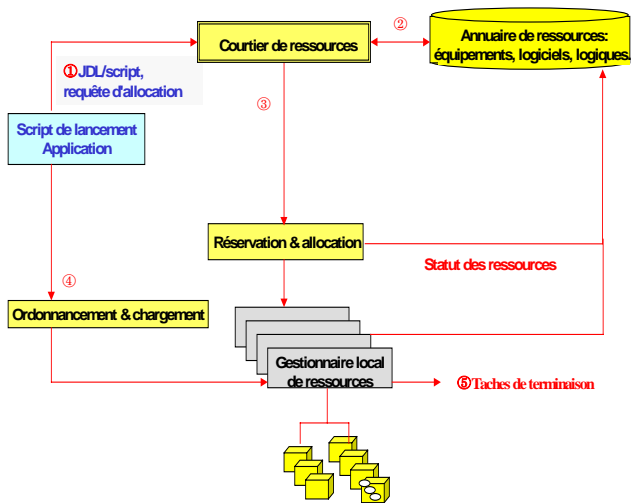 Courtier de ressources
②
Annuaire de ressources:
équipements, logiciels, logiques.
①JDL/script,
requête d'allocation
③
Script de lancement
Application
Réservation & allocation
Statut des ressources
④
Ordonnancement & chargement
Gestionnaire local
de ressources
⑤Taches de terminaison